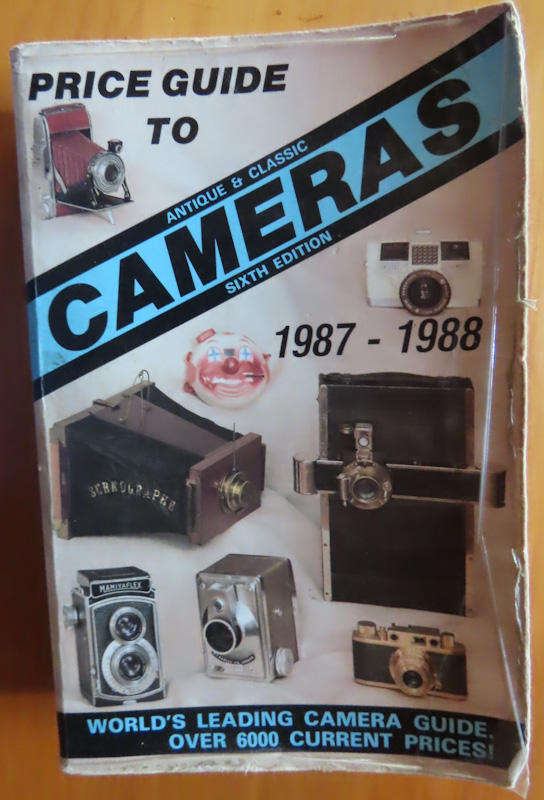 PRICE GUIDE
TO
ANTIQUE & CLASSIC
CAMERAS
SIXTH EDITION
1987 - 1988
SCENOGRAPHE
MAMIYAFLEX
WORLD'S LEADING CAMERA GUIDE.
OVER 6000 CURRENT PRICES!